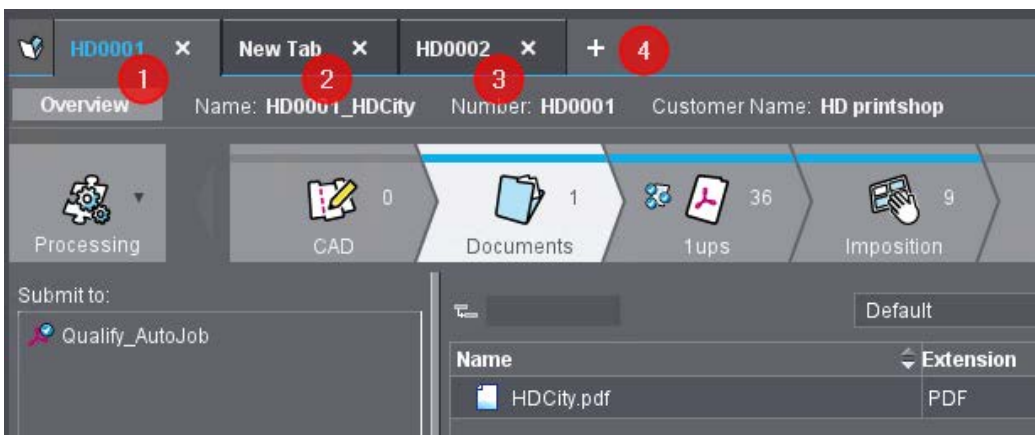 HD0001 New Tab HD0002 +
1 2 3 4
Overview Name: HD0001_HDCity Number: HD0001 Customer Name: HD printshop
0 1 36 9
Processing CAD Documents 1ups Imposition
Submit to:
Default
Qualify_AutoJob
Name Extension
HDCity.pdf PDF